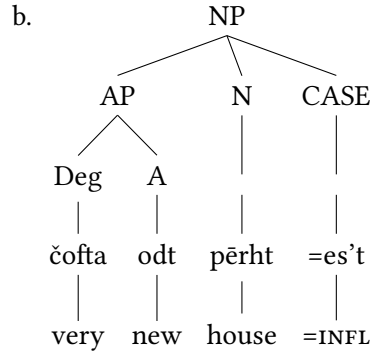 b. NP
AP N CASE
Deg A
čofta odt pērht =es’t
very new house =INFL